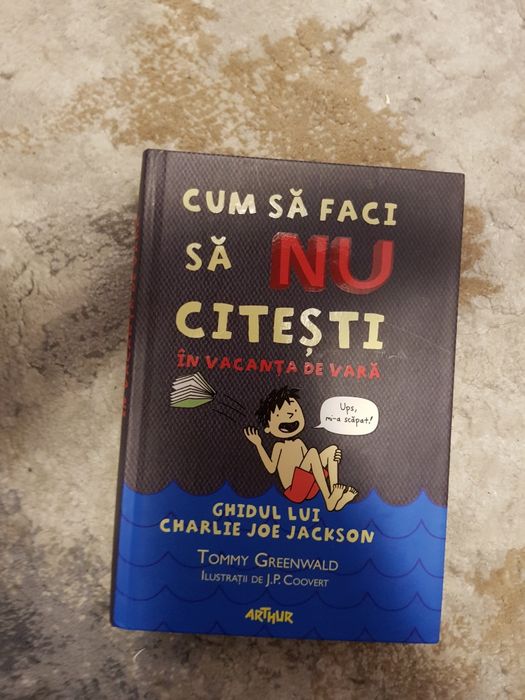 CUM SĂ FACI
SĂ NU
CITEȘTI
ÎN VACANȚA DE VARĂ
Ups,
mi-a scăpat!
GHIDUL LUI
CHARLIE JOE JACKSON
TOMMY GREENWALD
ILUSTRAȚII DE J.P. COOVERT
ARTHUR